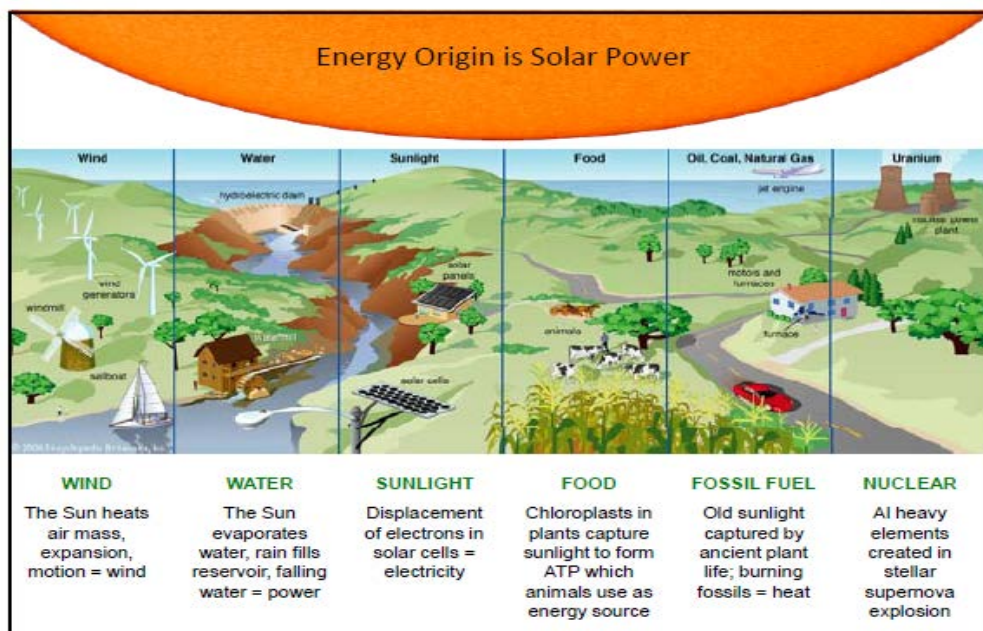 Energy Origin is Solar Power
Wind
Water
Sunlight
Food
Oil, Coal, Natural Gas
Uranium
hydroelectric dam
jet engine
plant
solar
panels
wind
generators
motors and
furnaces
windmill
watermill
animals
furnace
sailboat
solar cells
© 2006 Encyclopædia Britannica, Inc.
WIND
The Sun heats
air mass,
expansion,
motion = wind
WATER
The Sun
evaporates
water, rain fills
reservoir, falling
water = power
SUNLIGHT
Displacement
of electrons in
solar cells =
electricity
FOOD
Chloroplasts in
plants capture
sunlight to form
ATP which
animals use as
energy source
FOSSIL FUEL
Old sunlight
captured by
ancient plant
life; burning
fossils = heat
NUCLEAR
Al heavy
elements
created in
stellar
supernova
explosion